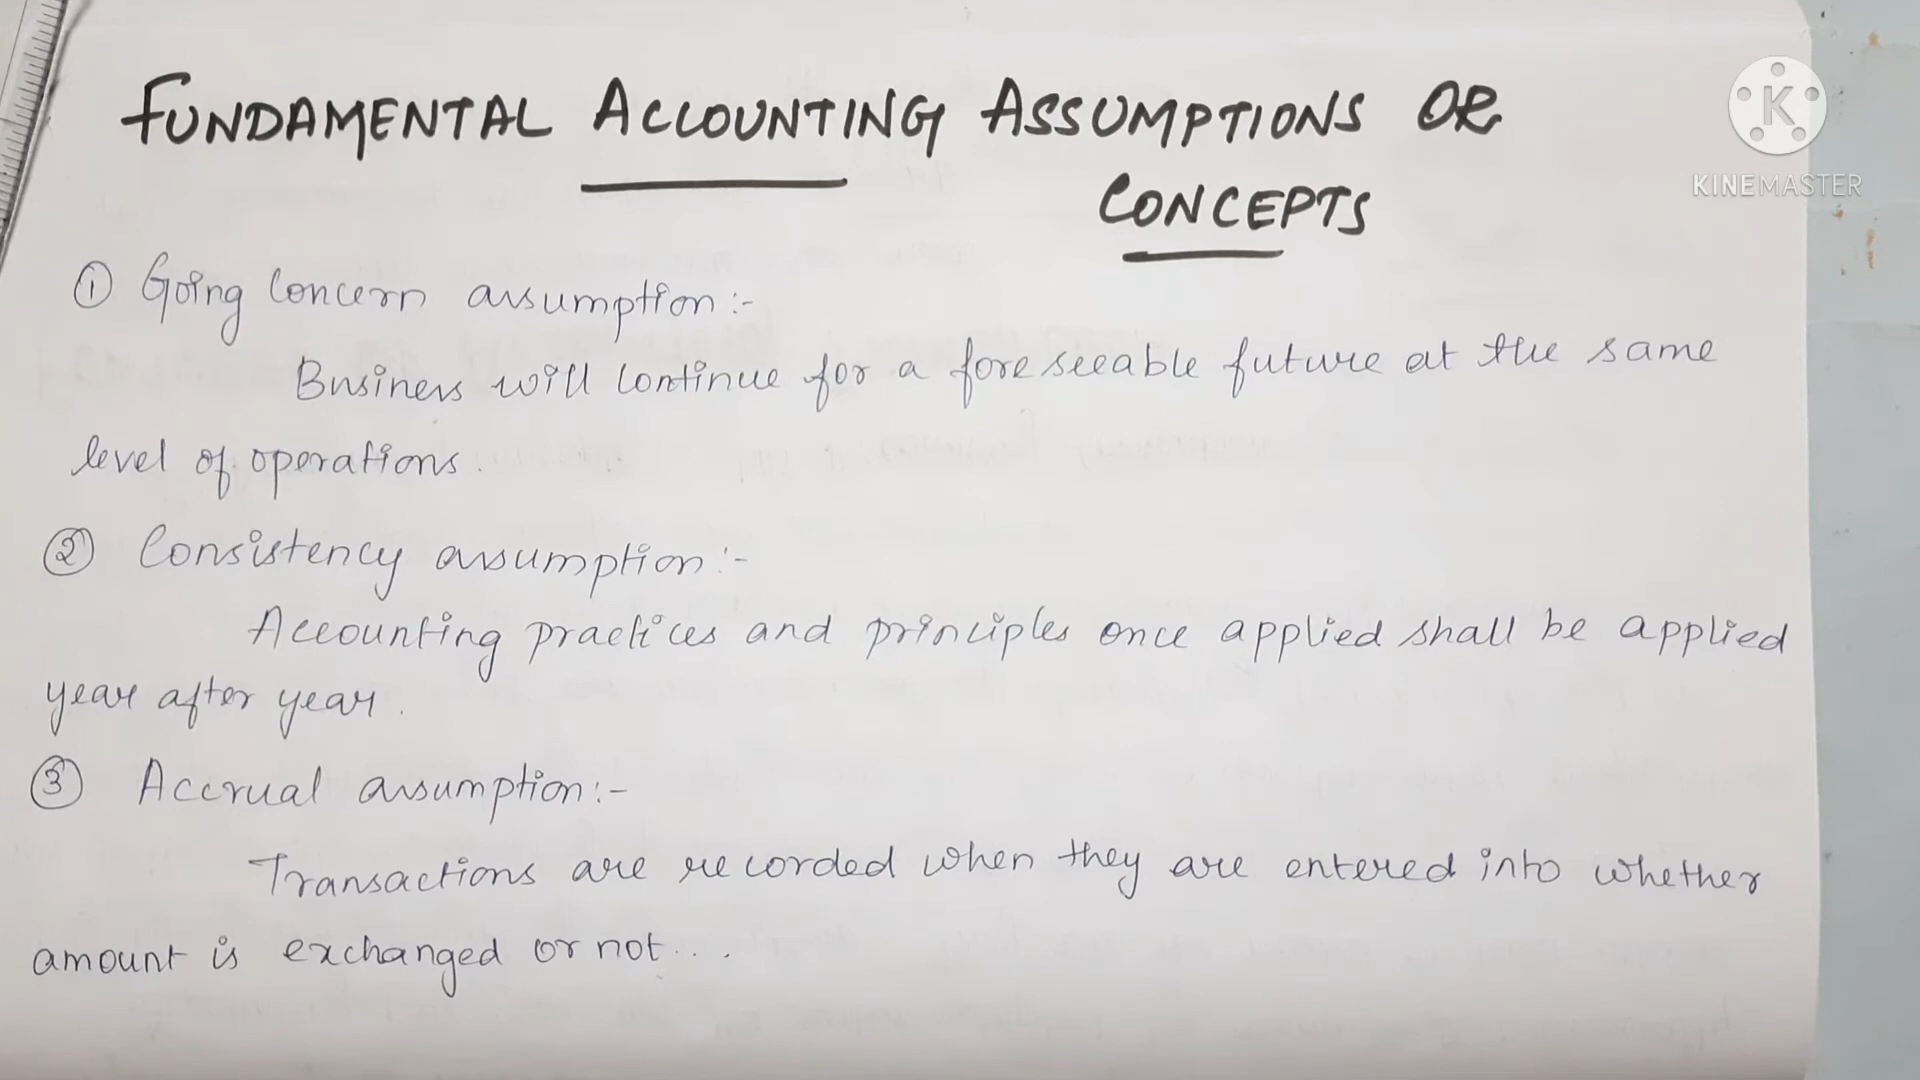 FUNDAMENTAL ACCOUNTING ASSUMPTIONS OR
CONCEPTS
K
KINEMASTER
① Going Concern assumption:-
Business will continue for a foreseeable future at the same
level of operations.
② Consistency assumption:-
Accounting practices and principles once applied shall be applied
year after year.
③ Accrual assumption:-
Transactions are recorded when they are entered into whether
amount is exchanged or not...